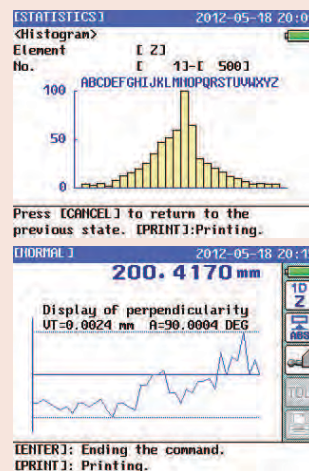 [STATISTICS] 2012-05-18 20:0
<Histogram>
Element [ Z]
No. [ 1]-[ 500]
ABCDEFGHIJKLMNOPQRSTUVWXYZ
100
50
0
Press [CANCEL] to return to the
previous state. [PRINT]:Printing.
[NORMAL] 2012-05-18 20:1
200.4170 mm
1D
Z
Display of perpendicularity
VT=0.0024 mm A=90.0004 DEG
ABS
TOL
[ENTER]: Ending the command.
[PRINT]: Printing.